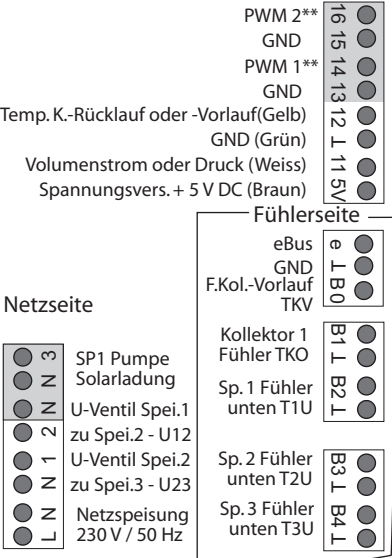 PWM 2** 16
GND 15
PWM 1** 14
GND 13
Temp. K.-Rücklauf oder -Vorlauf(Gelb) 12
GND (Grün) ⊥
Volumenstrom oder Druck (Weiss) 11
Spannungsvers. + 5 V DC (Braun) 5V
Fühlerseite
eBus e
GND ⊥
F.Kol.-Vorlauf B0
TKV
Netzseite
Kollektor 1 B1
Fühler TKO ⊥
Sp. 1 Fühler B2
unten T1U ⊥
3 SP1 Pumpe
N Solarladung
N U-Ventil Spei.1
2 zu Spei.2 - U12
1 U-Ventil Spei.2
N zu Spei.3 - U23
N Netzspeisung
L 230 V / 50 Hz
Sp. 2 Fühler B3
unten T2U ⊥
Sp. 3 Fühler B4
unten T3U ⊥